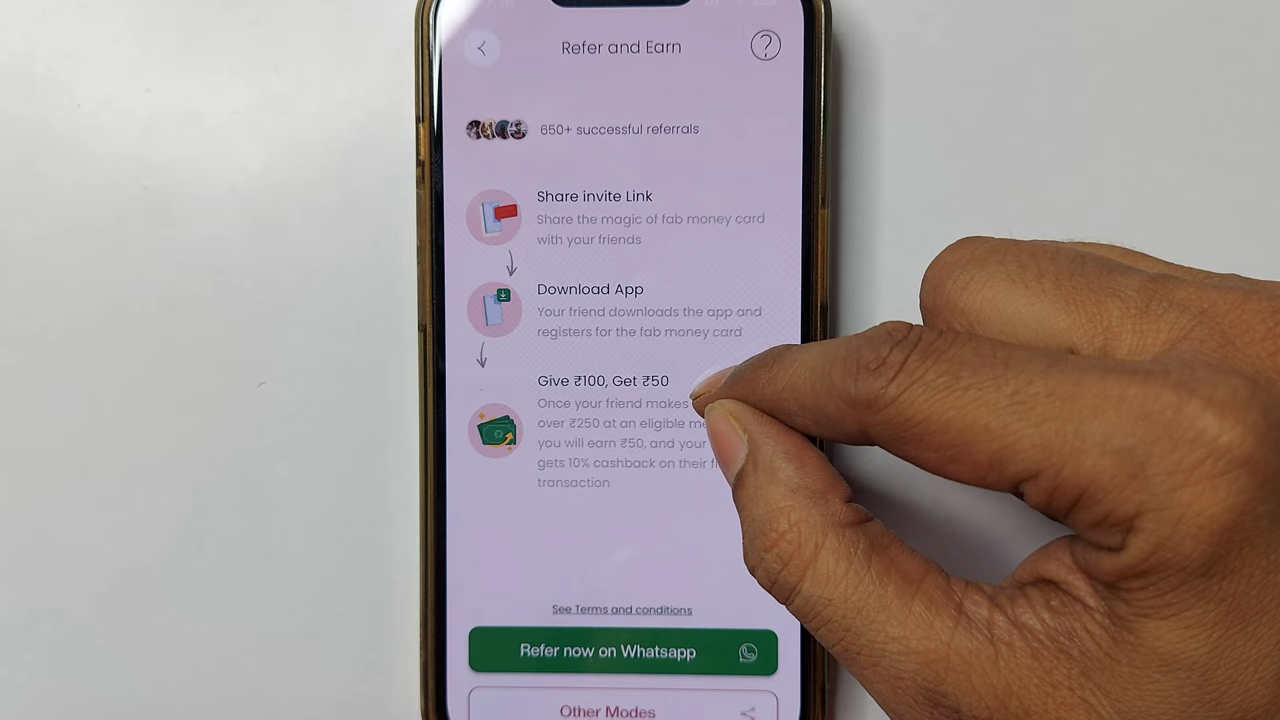 Refer and Earn
?
650+ successful referrals
Share invite Link
Share the magic of fab money card
with your friends
Download App
Your friend downloads the app and
registers for the fab money card
Give ₹100, Get ₹50
Once your friend makes
over ₹250 at an eligible
you will earn ₹50, and your
gets 10% cashback on their
transaction
See Terms and conditions
Refer now on Whatsapp
Other Modes